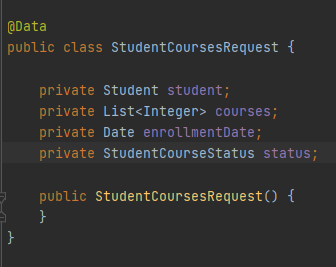 @Data
public class StudentCoursesRequest {
private Student student;
private List<Integer> courses;
private Date enrollmentDate;
private StudentCourseStatus status;
public StudentCoursesRequest() {
}
}